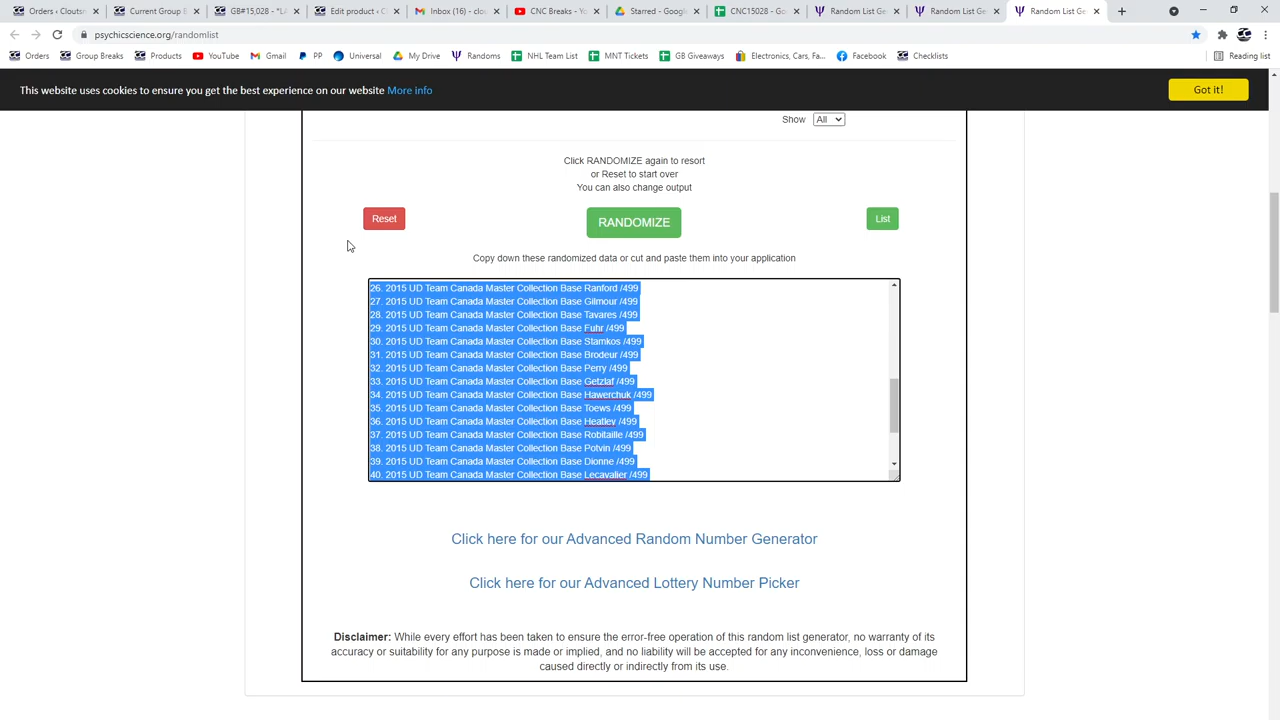 Orders ‹ Cloutsn
Current Group B
GB#15,028 - *LA
Edit product ‹ C
Inbox (16) - clou
CNC Breaks - Yo
Starred - Googl
CNC15028 - Go
Random List Ge
Random List Ge
Random List Ge
psychicscience.org/randomlist
Orders
Group Breaks
Products
YouTube
Gmail
PP
Universal
My Drive
Randoms
NHL Team List
MNT Tickets
GB Giveaways
Electronics, Cars, Fa...
Facebook
Checklists
Reading list
This website uses cookies to ensure you get the best experience on our website More info
Got it!
Show All
Click RANDOMIZE again to resort
or Reset to start over
You can also change output
Reset
RANDOMIZE
List
Copy down these randomized data or cut and paste them into your application
26. 2015 UD Team Canada Master Collection Base Ranford /499
27. 2015 UD Team Canada Master Collection Base Gilmour /499
28. 2015 UD Team Canada Master Collection Base Tavares /499
29. 2015 UD Team Canada Master Collection Base Fuhr /499
30. 2015 UD Team Canada Master Collection Base Stamkos /499
31. 2015 UD Team Canada Master Collection Base Brodeur /499
32. 2015 UD Team Canada Master Collection Base Perry /499
33. 2015 UD Team Canada Master Collection Base Getzlaf /499
34. 2015 UD Team Canada Master Collection Base Hawerchuk /499
35. 2015 UD Team Canada Master Collection Base Toews /499
36. 2015 UD Team Canada Master Collection Base Heatley /499
37. 2015 UD Team Canada Master Collection Base Robitaille /499
38. 2015 UD Team Canada Master Collection Base Potvin /499
39. 2015 UD Team Canada Master Collection Base Dionne /499
40. 2015 UD Team Canada Master Collection Base Lecavalier /499
Click here for our Advanced Random Number Generator
Click here for our Advanced Lottery Number Picker
Disclaimer: While every effort has been taken to ensure the error-free operation of this random list generator, no warranty of its
accuracy or suitability for any purpose is made or implied, and no liability will be accepted for any inconvenience, loss or damage
caused directly or indirectly from its use.